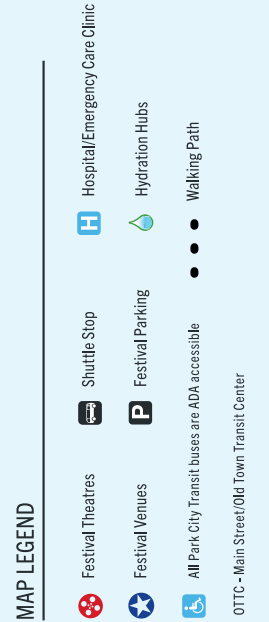 MAP LEGEND
Festival Theatres
Shuttle Stop
H Hospital/Emergency Care Clinic
Festival Venues
P Festival Parking
Hydration Hubs
All Park City Transit buses are ADA accessible
Walking Path
OTTC - Main Street/Old Town Transit Center